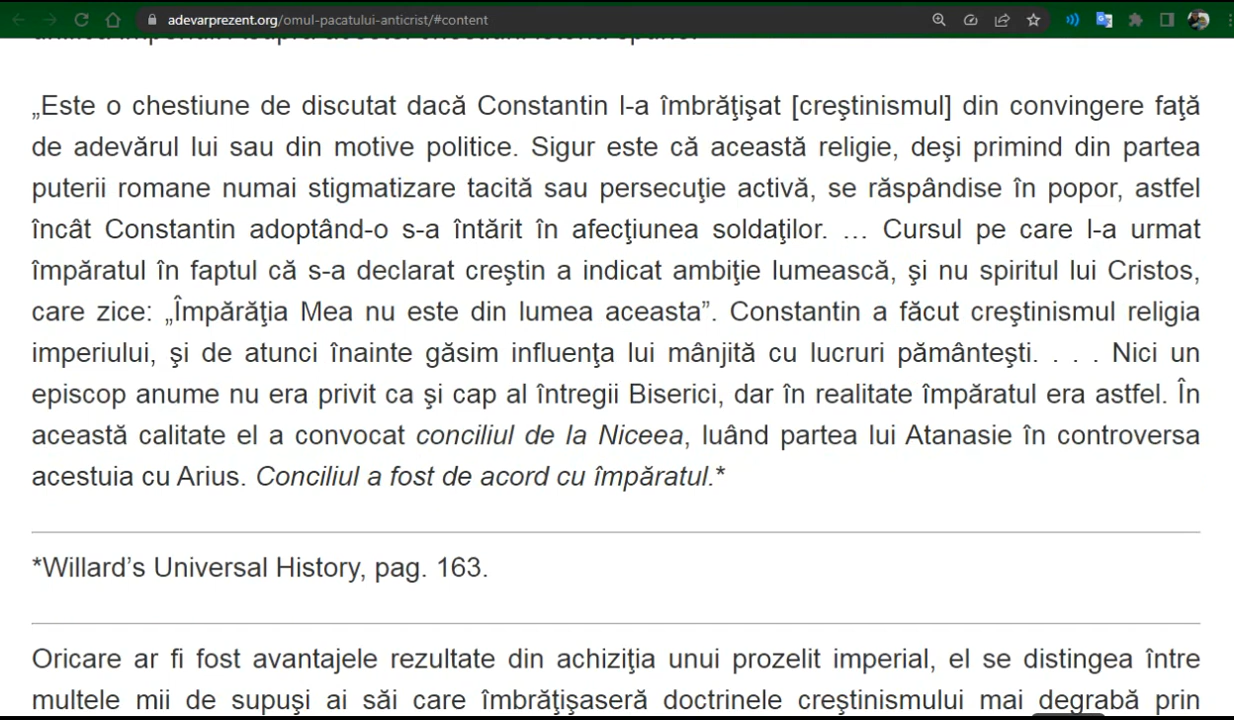 adevarprezent.org/omul-pacatului-anticrist/#content
„Este o chestiune de discutat dacă Constantin l-a îmbrăţişat [creştinismul] din convingere faţă
de adevărul lui sau din motive politice. Sigur este că această religie, deşi primind din partea
puterii romane numai stigmatizare tacită sau persecuţie activă, se răspândise în popor, astfel
încât Constantin adoptând-o s-a întărit în afecţiunea soldaţilor. … Cursul pe care l-a urmat
împăratul în faptul că s-a declarat creştin a indicat ambiţie lumească, şi nu spiritul lui Cristos,
care zice: „Împărăţia Mea nu este din lumea aceasta”. Constantin a făcut creştinismul religia
imperiului, şi de atunci înainte găsim influenţa lui mânjită cu lucruri pământeşti. . . . Nici un
episcop anume nu era privit ca şi cap al întregii Biserici, dar în realitate împăratul era astfel. În
această calitate el a convocat conciliul de la Niceea, luând partea lui Atanasie în controversa
acestuia cu Arius. Conciliul a fost de acord cu împăratul.*
*Willard’s Universal History, pag. 163.
Oricare ar fi fost avantajele rezultate din achiziţia unui prozelit imperial, el se distingea între
multele mii de supuşi ai săi care îmbrăţişaseră doctrinele creştinismului mai degrabă prin